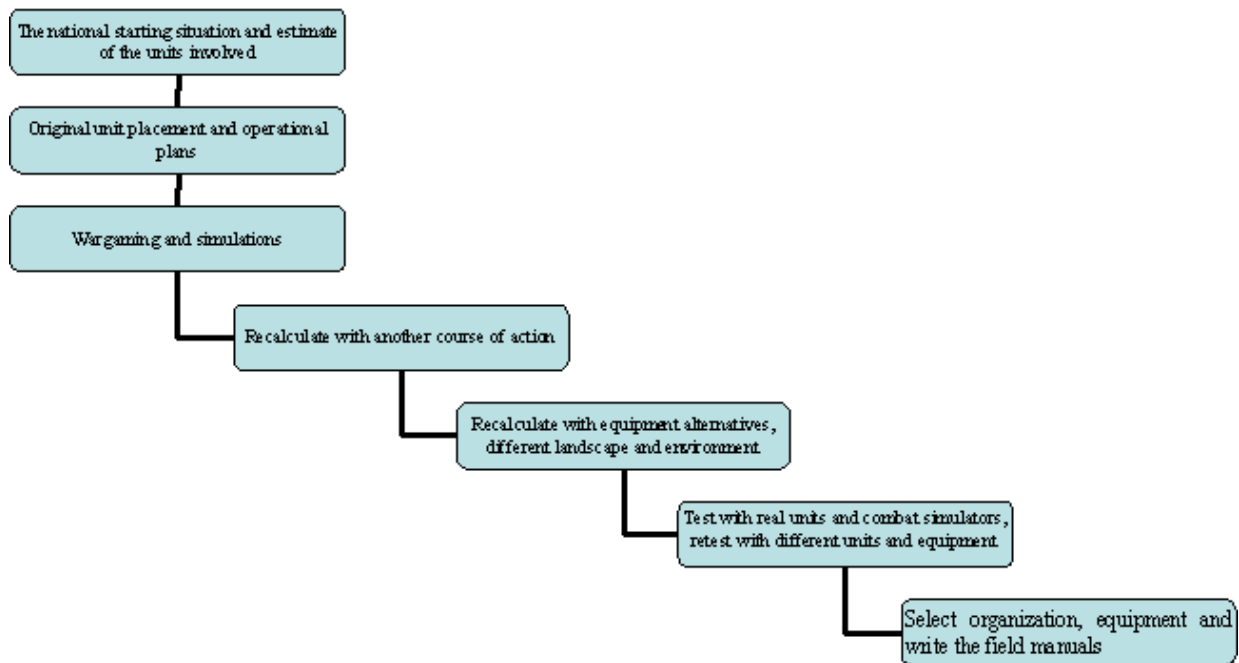 The national starting situation and estimate
of the units involved
Original unit placement and operational
plans
Wargaming and simulations
Recalculate with another course of action
Recalculate with equipment alternatives,
different landscape and environment
Test with real units and combat simulators,
retest with different units and equipment
Select organization, equipment and
write the field manuals